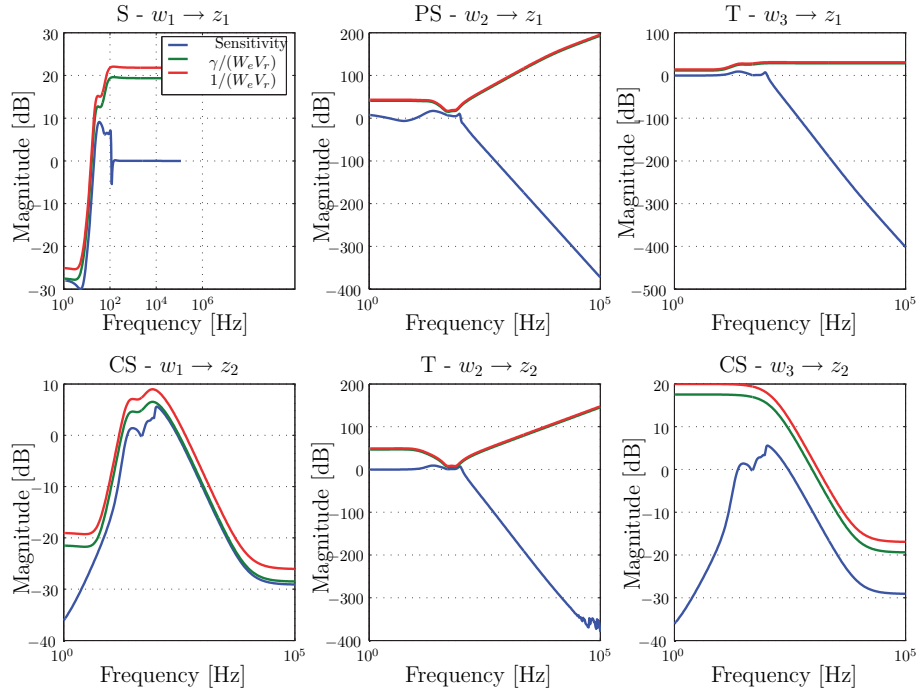 S - w₁ → z₁
Magnitude [dB]
30
20
10
0
−10
−20
−30
10⁰
10²
10⁴
10⁶
Frequency [Hz]
Sensitivity
γ/(WₑVᵣ)
1/(WₑVᵣ)
PS - w₂ → z₁
Magnitude [dB]
200
100
0
−100
−200
−300
−400
10⁰
10⁵
Frequency [Hz]
T - w₃ → z₁
Magnitude [dB]
100
0
−100
−200
−300
−400
−500
10⁰
10⁵
Frequency [Hz]
CS - w₁ → z₂
Magnitude [dB]
10
0
−10
−20
−30
−40
10⁰
10⁵
Frequency [Hz]
T - w₂ → z₂
Magnitude [dB]
200
100
0
−100
−200
−300
−400
10⁰
10⁵
Frequency [Hz]
CS - w₃ → z₂
Magnitude [dB]
20
10
0
−10
−20
−30
−40
10⁰
10⁵
Frequency [Hz]